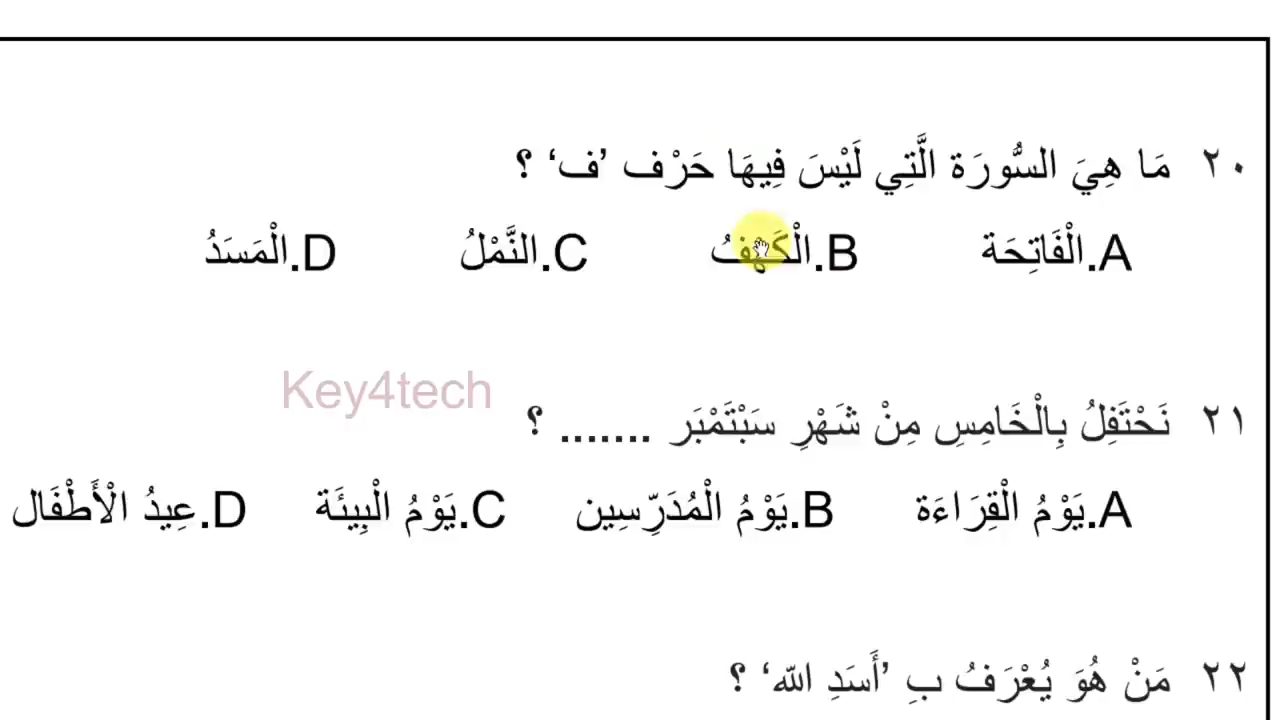 ٢٠ مَا هِيَ السُّورَة الَّتِي لَيْسَ فِيهَا حَرْف ’ف‘ ؟
A.الْفَاتِحَة B.الْكَهْفُ C.النَّمْلُ D.الْمَسَدُ
Key4tech
٢١ نَحْتَفِلُ بِالْخَامِسِ مِنْ شَهْرِ سَبْتَمْبَر ....... ؟
A.يَوْمُ الْقِرَاءَة B.يَوْمُ الْمُدَرِّسِين C.يَوْمُ الْبِيئَة D.عِيدُ الْأَطْفَال
٢٢ مَنْ هُوَ يُعْرَفُ بِ ’أَسَدِ الله‘ ؟